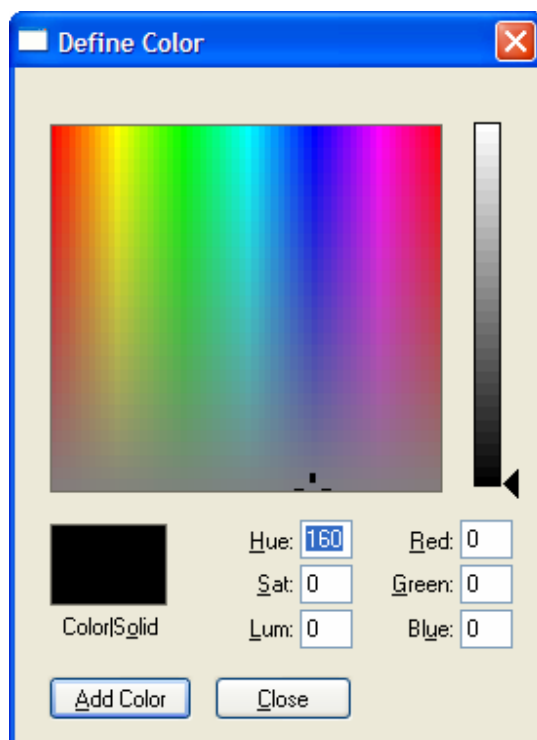 Define Color
Hue: 160 Red: 0
Sat: 0 Green: 0
Color|Solid Lum: 0 Blue: 0
Add Color Close